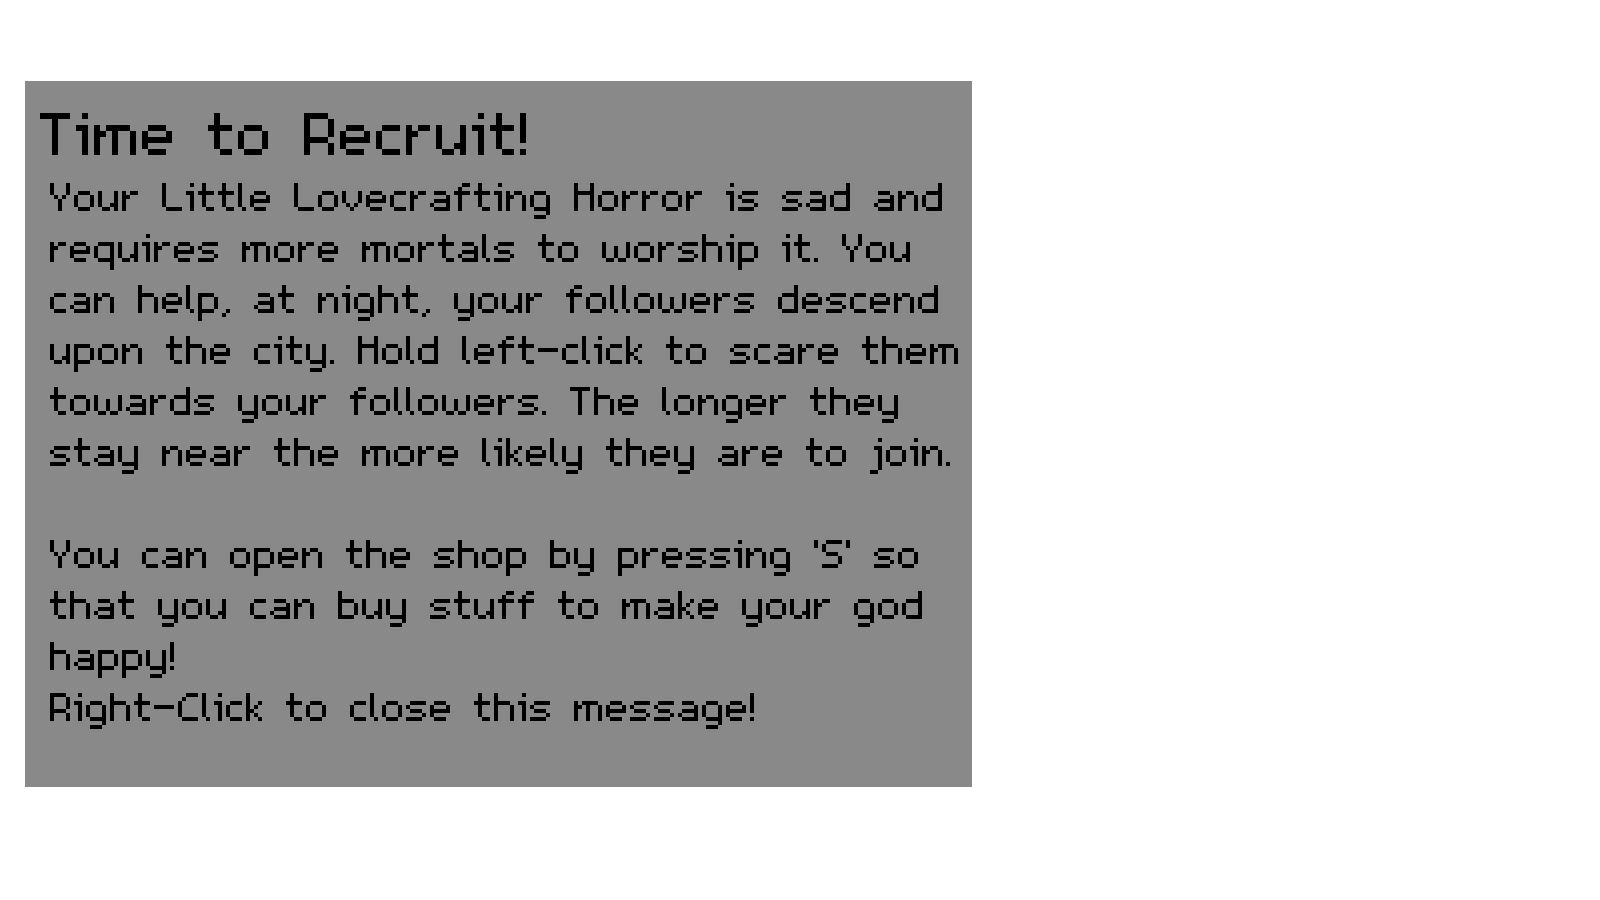 Time to Recruit!
Your Little Lovecrafting Horror is sad and
requires more mortals to worship it. You
can help, at night, your followers descend
upon the city. Hold left-click to scare them
towards your followers. The longer they
stay near the more likely they are to join.
You can open the shop by pressing 'S' so
that you can buy stuff to make your god
happy!
Right-Click to close this message!